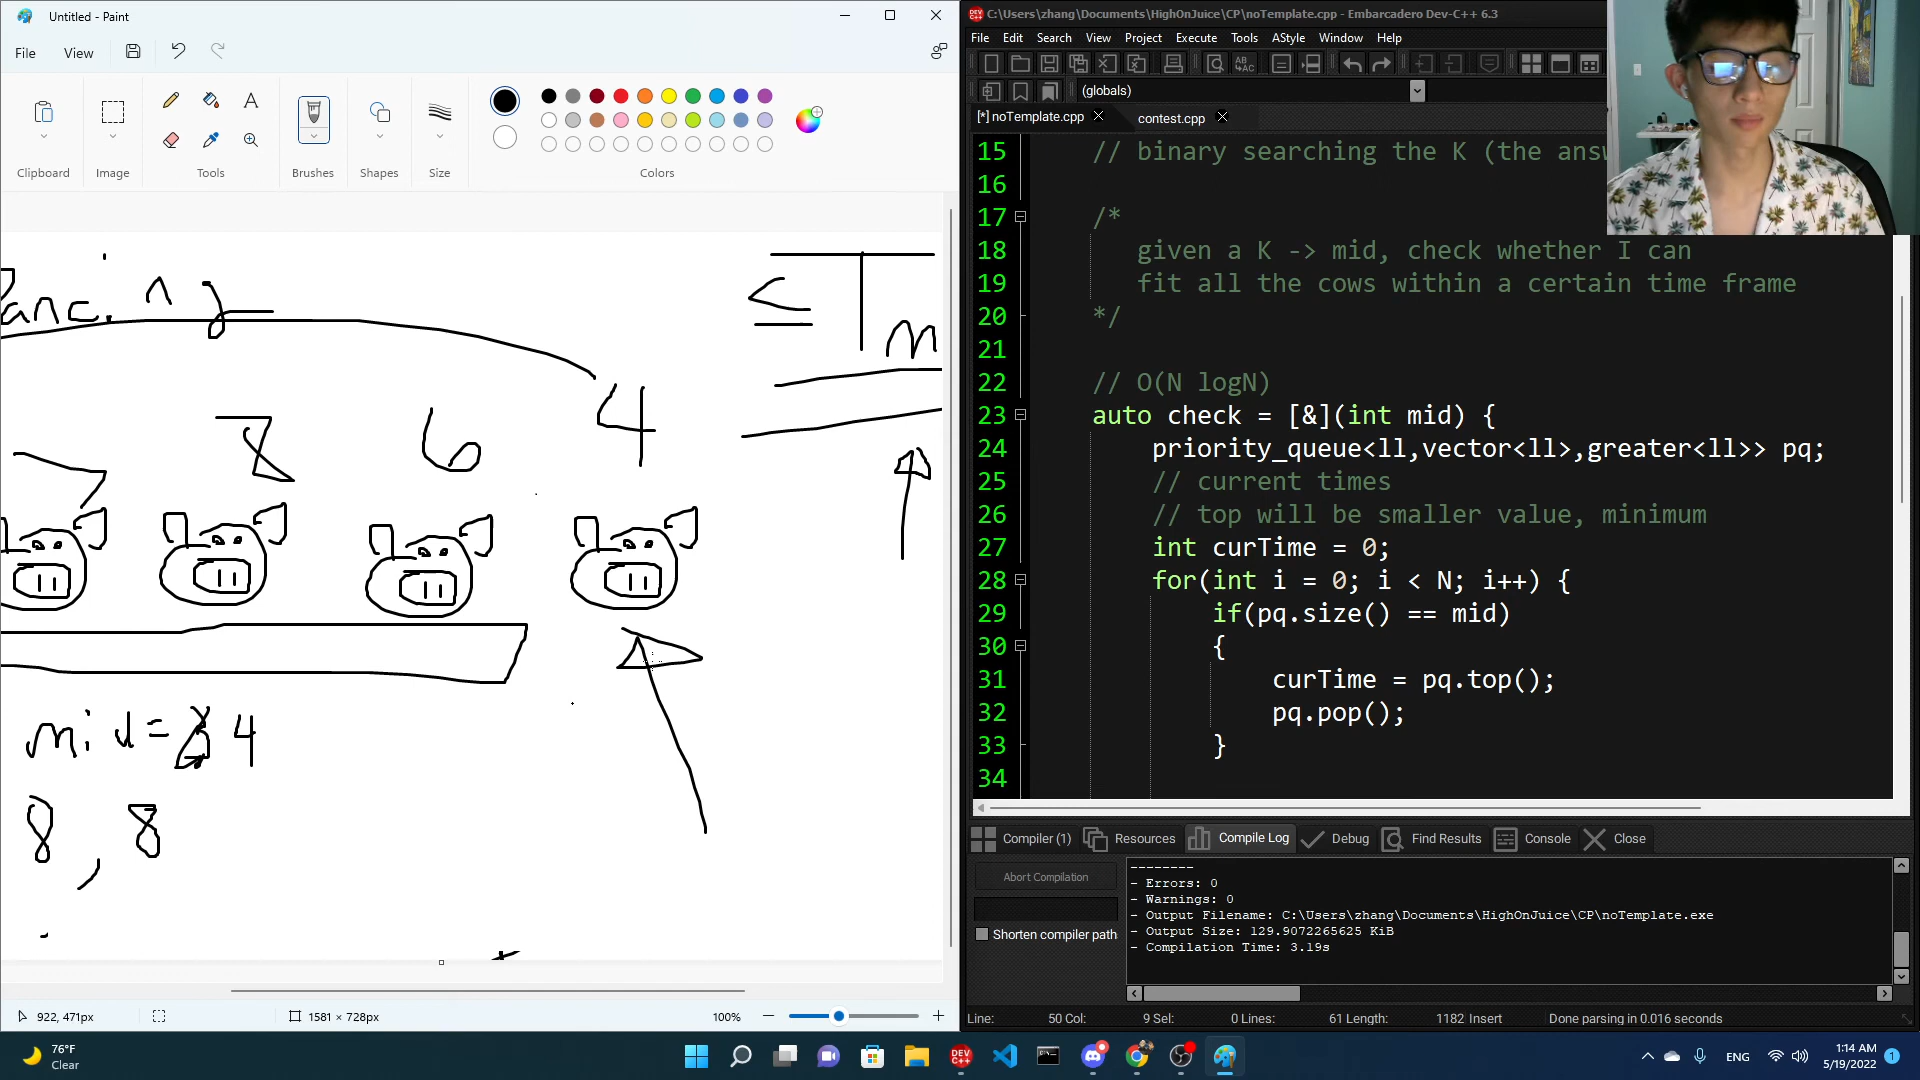 Untitled - Paint
File
View
Clipboard
Image
Tools
Brushes
Shapes
Size
Colors
≤ T
m
7
8
6
4
mid = 3 4
8, 8
922, 471px
1581 × 728px
100%
C:\Users\zhang\Documents\HighOnJuice\CP\noTemplate.cpp - Embarcadero Dev-C++ 6.3
File Edit Search View Project Execute Tools AStyle Window Help
(globals)
[*] noTemplate.cpp
contest.cpp
15 // binary searching the K (the ans
16
17 /*
18 given a K -> mid, check whether I can
19 fit all the cows within a certain time frame
20 */
21
22 // O(N logN)
23 auto check = [&](int mid) {
24 priority_queue<ll,vector<ll>,greater<ll>> pq;
25 // current times
26 // top will be smaller value, minimum
27 int curTime = 0;
28 for(int i = 0; i < N; i++) {
29 if(pq.size() == mid)
30 {
31 curTime = pq.top();
32 pq.pop();
33 }
34
Compiler (1) Resources Compile Log Debug Find Results Console Close
Abort Compilation
Shorten compiler path
--------
- Errors: 0
- Warnings: 0
- Output Filename: C:\Users\zhang\Documents\HighOnJuice\CP\noTemplate.exe
- Output Size: 129.9072265625 KiB
- Compilation Time: 3.19s
Line: 50 Col: 9 Sel: 0 Lines: 61 Length: 1182 Insert Done parsing in 0.016 seconds
76°F
Clear
ENG
1:14 AM
5/19/2022
1